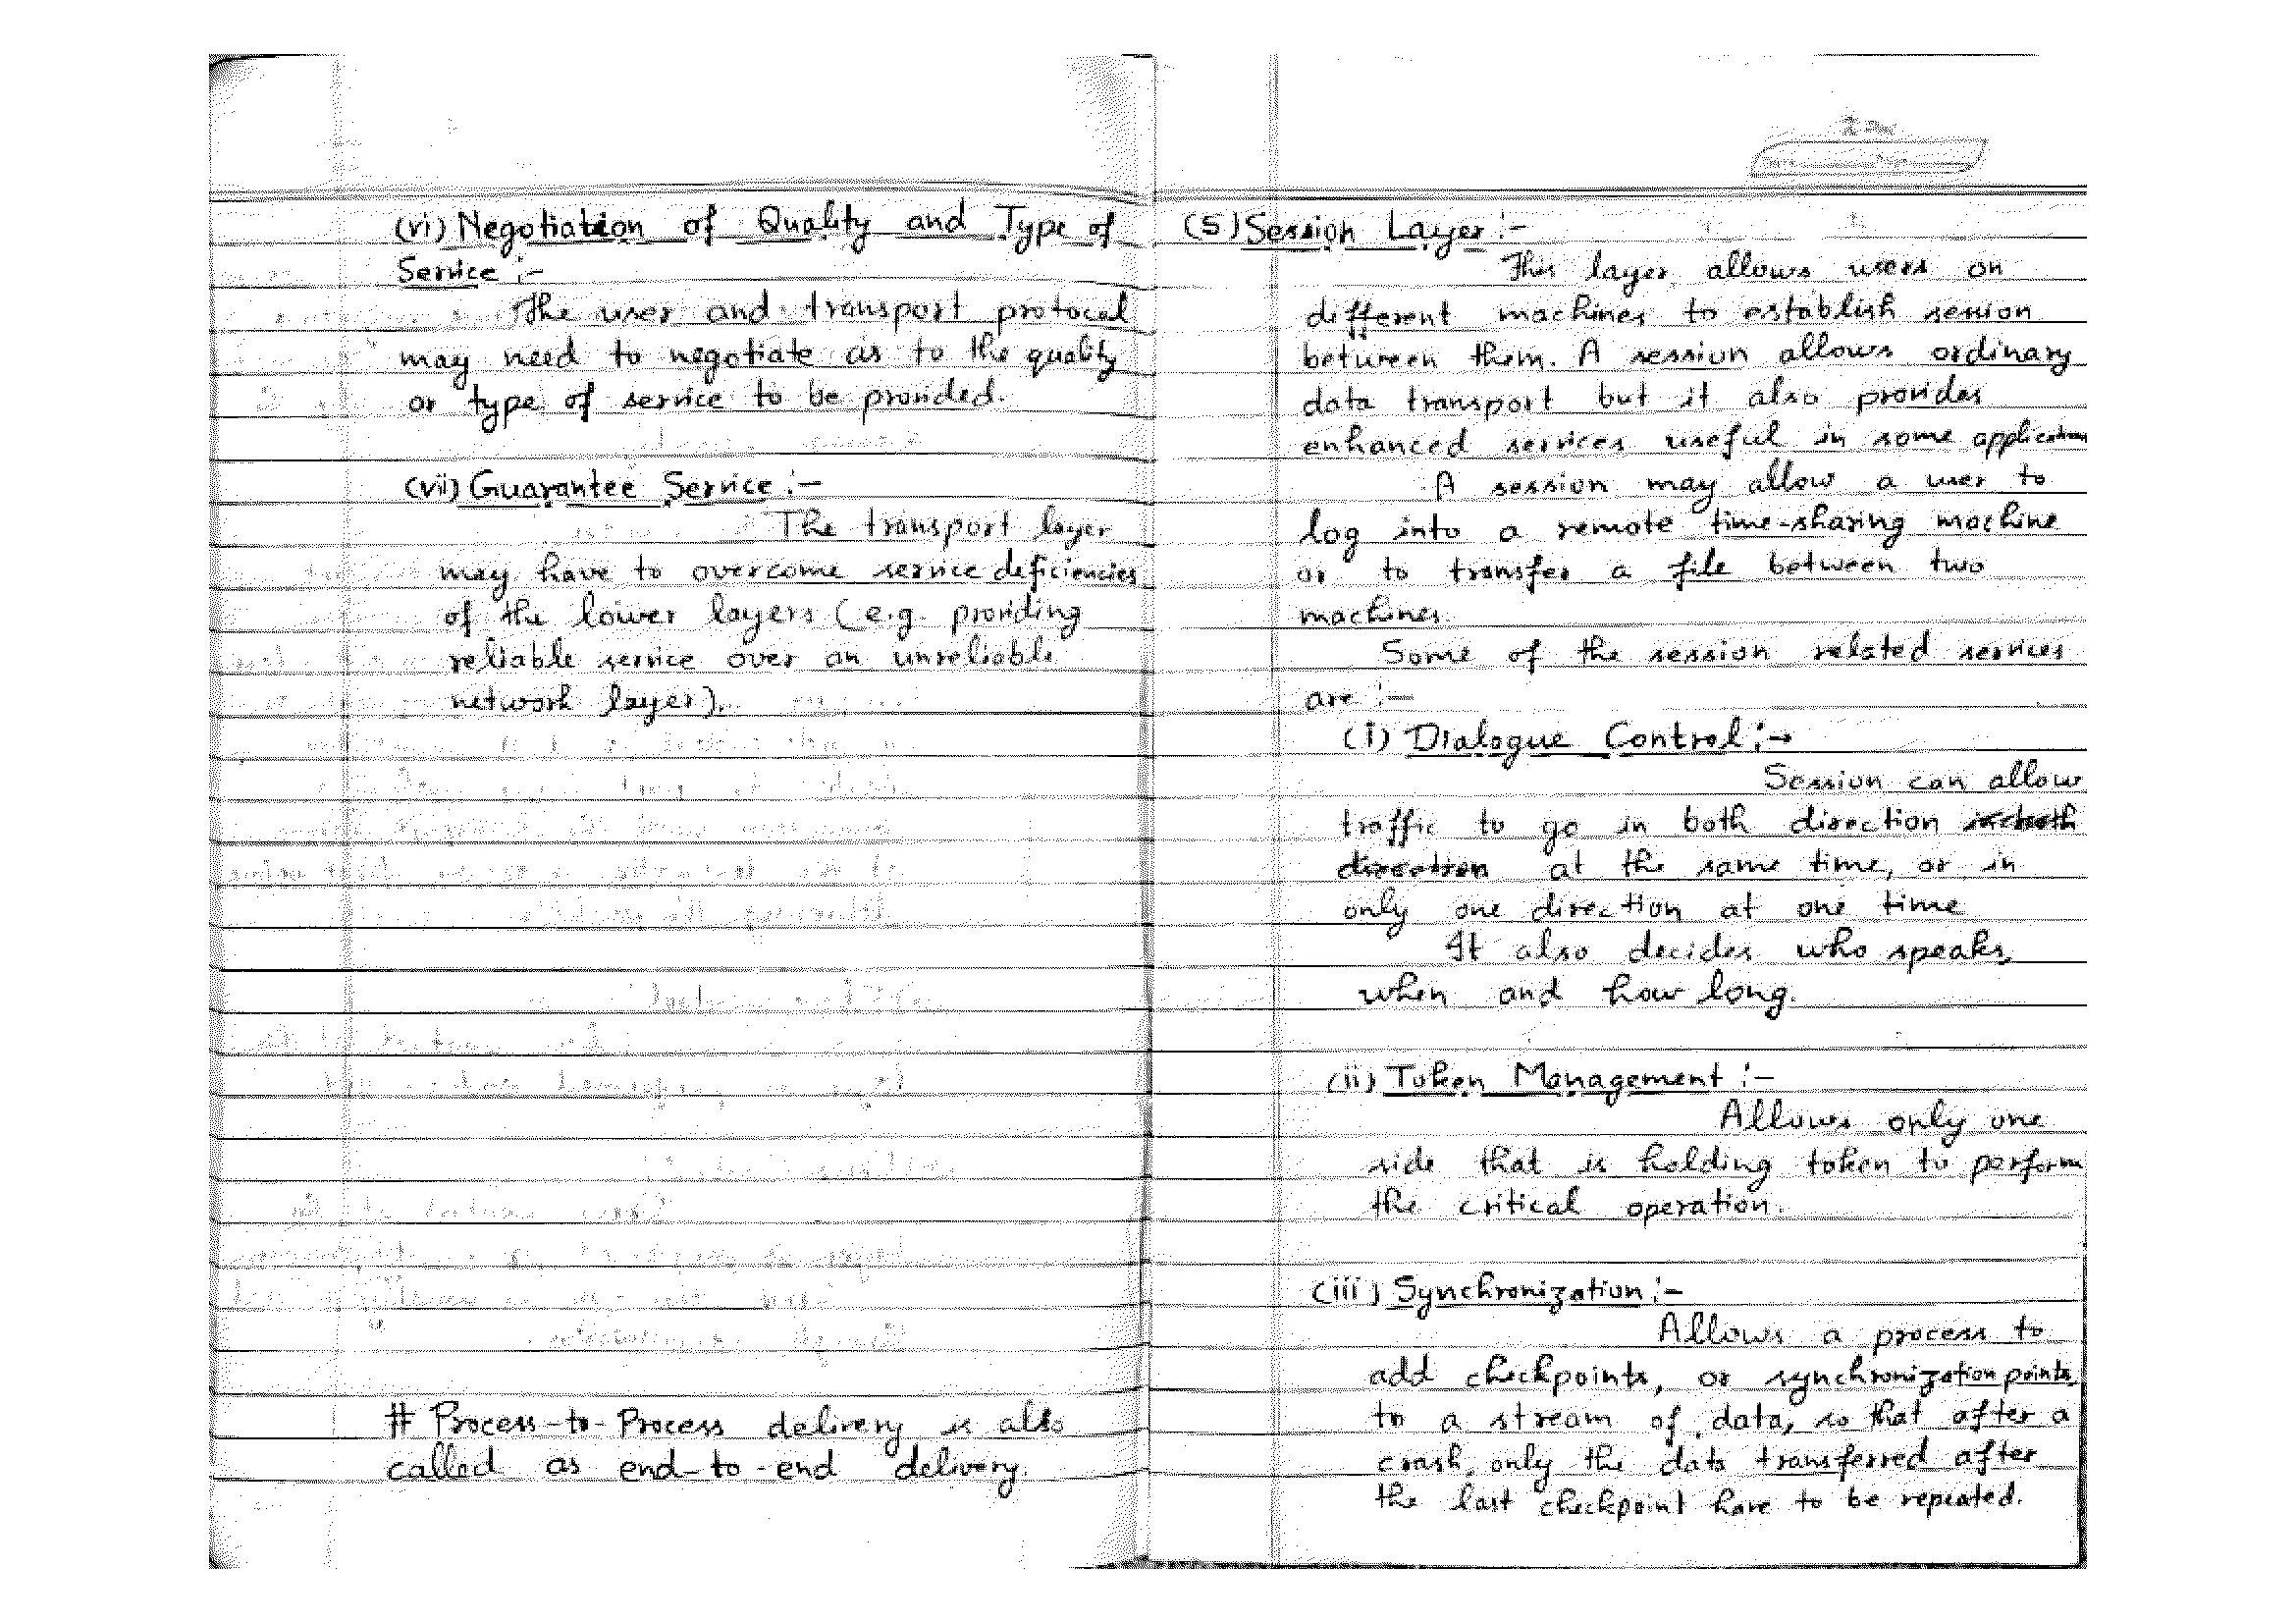 (vi) Negotiation of Quality and Type of
Service :-
The user and transport protocol
may need to negotiate as to the quality
or type of service to be provided.
(vii) Guarantee Service :-
The transport layer
may have to overcome service deficiencies
of the lower layers (e.g. providing
reliable service over an unreliable
network layer).
# Process-to-Process delivery is also
called as end-to-end delivery.
(5) Session Layer :-
This layer allows users on
different machines to establish session
between them. A session allows ordinary
data transport but it also provides
enhanced services useful in some application
A session may allow a user to
log into a remote time-sharing machine
or to transfer a file between two
machines.
Some of the session related services
are :-
(i) Dialogue Control :→
Session can allow
traffic to go in both direction in both
direction at the same time, or in
only one direction at one time
It also decides who speaks,
when and how long.
(ii) Token Management :-
Allows only one
side that is holding token to perform
the critical operation.
(iii) Synchronization :-
Allows a process to
add checkpoints, or synchronization points,
to a stream of data, so that after a
crash, only the data transferred after
the last checkpoint have to be repeated.